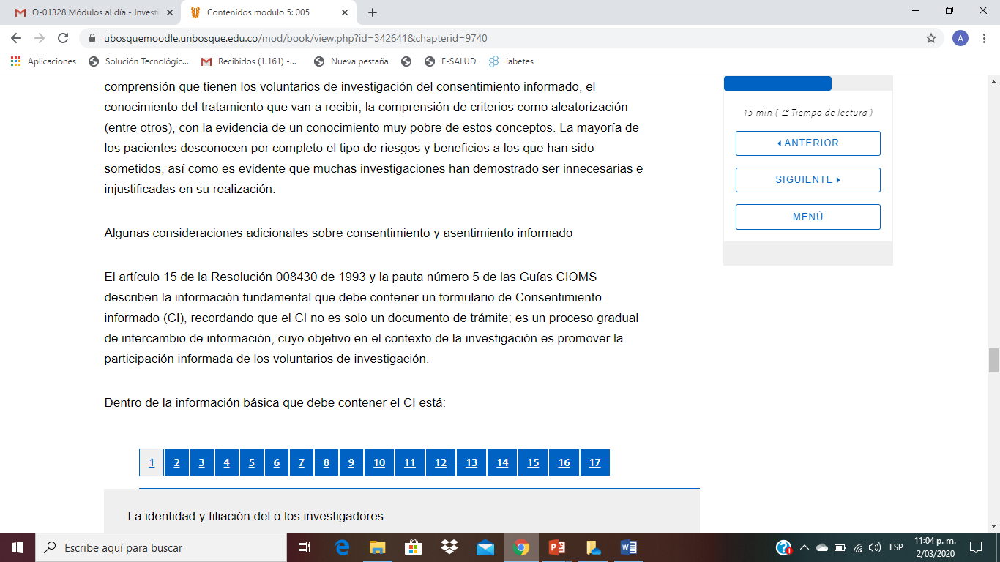 O-01328 Módulos al día - Investi
Contenidos modulo 5: 005
ubosquemoodle.unbosque.edu.co/mod/book/view.php?id=342641&chapterid=9740
A
Aplicaciones
Solución Tecnológic...
Recibidos (1.161) -...
Nueva pestaña
E-SALUD
iabetes
comprensión que tienen los voluntarios de investigación del consentimiento informado, el
conocimiento del tratamiento que van a recibir, la comprensión de criterios como aleatorización
(entre otros), con la evidencia de un conocimiento muy pobre de estos conceptos. La mayoría de
los pacientes desconocen por completo el tipo de riesgos y beneficios a los que han sido
sometidos, así como es evidente que muchas investigaciones han demostrado ser innecesarias e
injustificadas en su realización.
Algunas consideraciones adicionales sobre consentimiento y asentimiento informado
El artículo 15 de la Resolución 008430 de 1993 y la pauta número 5 de las Guías CIOMS
describen la información fundamental que debe contener un formulario de Consentimiento
informado (CI), recordando que el CI no es solo un documento de trámite; es un proceso gradual
de intercambio de información, cuyo objetivo en el contexto de la investigación es promover la
participación informada de los voluntarios de investigación.
Dentro de la información básica que debe contener el CI está:
1 2 3 4 5 6 7 8 9 10 11 12 13 14 15 16 17
La identidad y filiación del o los investigadores.
15 min ( ≅ Tiempo de lectura )
ANTERIOR
SIGUIENTE
MENÚ
Escribe aquí para buscar
ESP
11:04 p. m.
2/03/2020